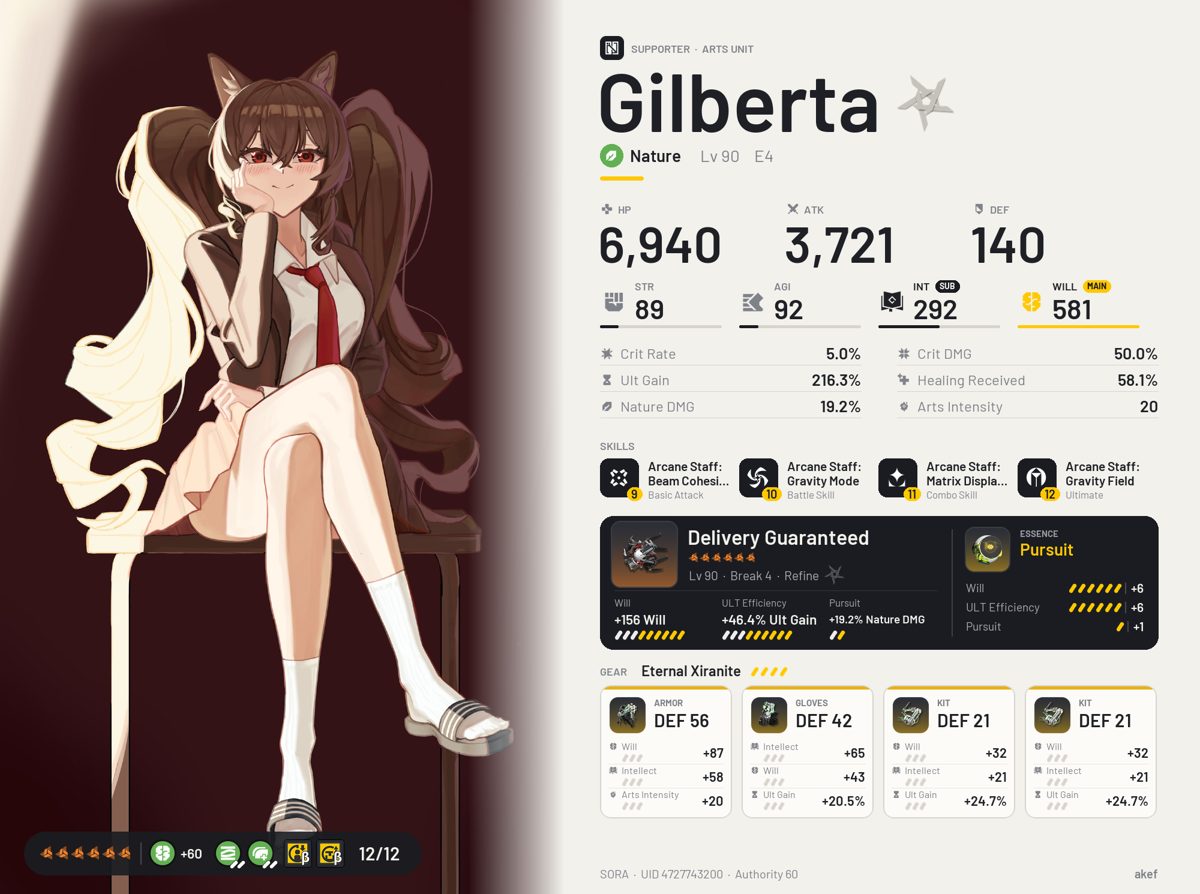 SUPPORTER · ARTS UNIT
Gilberta
Nature Lv 90 E4
HP ATK DEF
6,940 3,721 140
STR AGI INT SUB WILL MAIN
89 92 292 581
Crit Rate 5.0% Crit DMG 50.0%
Ult Gain 216.3% Healing Received 58.1%
Nature DMG 19.2% Arts Intensity 20
SKILLS
Arcane Staff: Arcane Staff: Arcane Staff: Arcane Staff:
Beam Cohesi... Gravity Mode Matrix Displa... Gravity Field
9 Basic Attack 10 Battle Skill 11 Combo Skill 12 Ultimate
Delivery Guaranteed
Lv 90 · Break 4 · Refine
Will ULT Efficiency Pursuit
+156 Will +46.4% Ult Gain +19.2% Nature DMG
ESSENCE
Pursuit
Will +6
ULT Efficiency +6
Pursuit +1
GEAR Eternal Xiranite
ARMOR
DEF 56
Will +87
Intellect +58
Arts Intensity +20
GLOVES
DEF 42
Intellect +65
Will +43
Ult Gain +20.5%
KIT
DEF 21
Will +32
Intellect +21
Ult Gain +24.7%
KIT
DEF 21
Will +32
Intellect +21
Ult Gain +24.7%
+60 β β 12/12
SORA · UID 4727743200 · Authority 60
akef